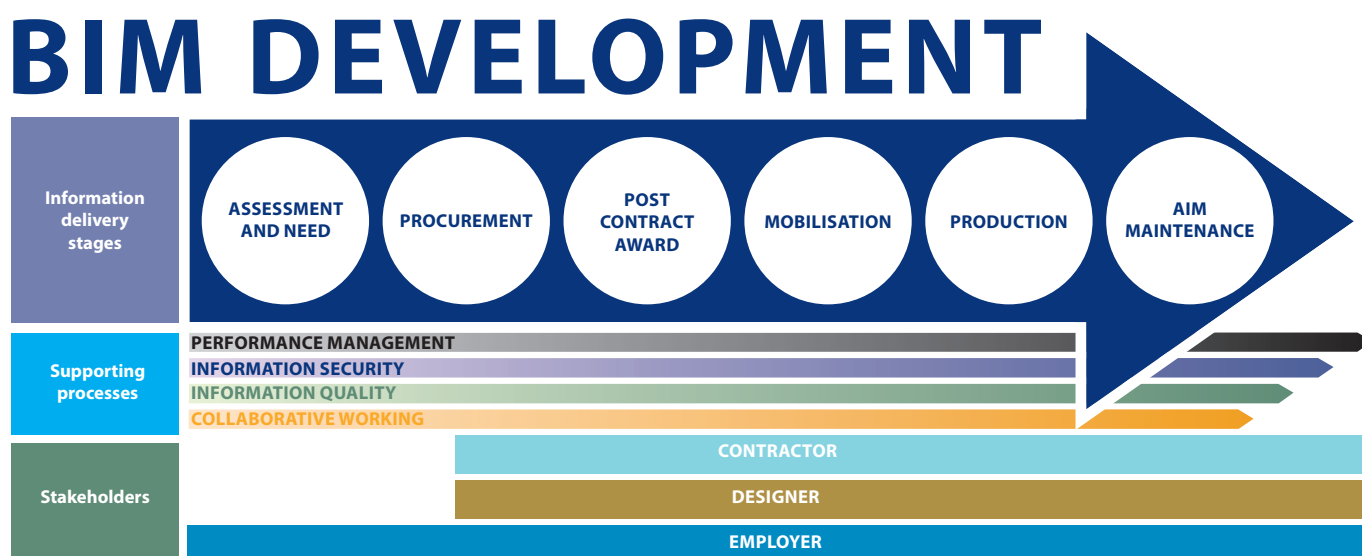 BIM DEVELOPMENT
Information
delivery
stages
ASSESSMENT
AND NEED
PROCUREMENT
POST
CONTRACT
AWARD
MOBILISATION
PRODUCTION
AIM
MAINTENANCE
Supporting
processes
PERFORMANCE MANAGEMENT
INFORMATION SECURITY
INFORMATION QUALITY
COLLABORATIVE WORKING
Stakeholders
CONTRACTOR
DESIGNER
EMPLOYER